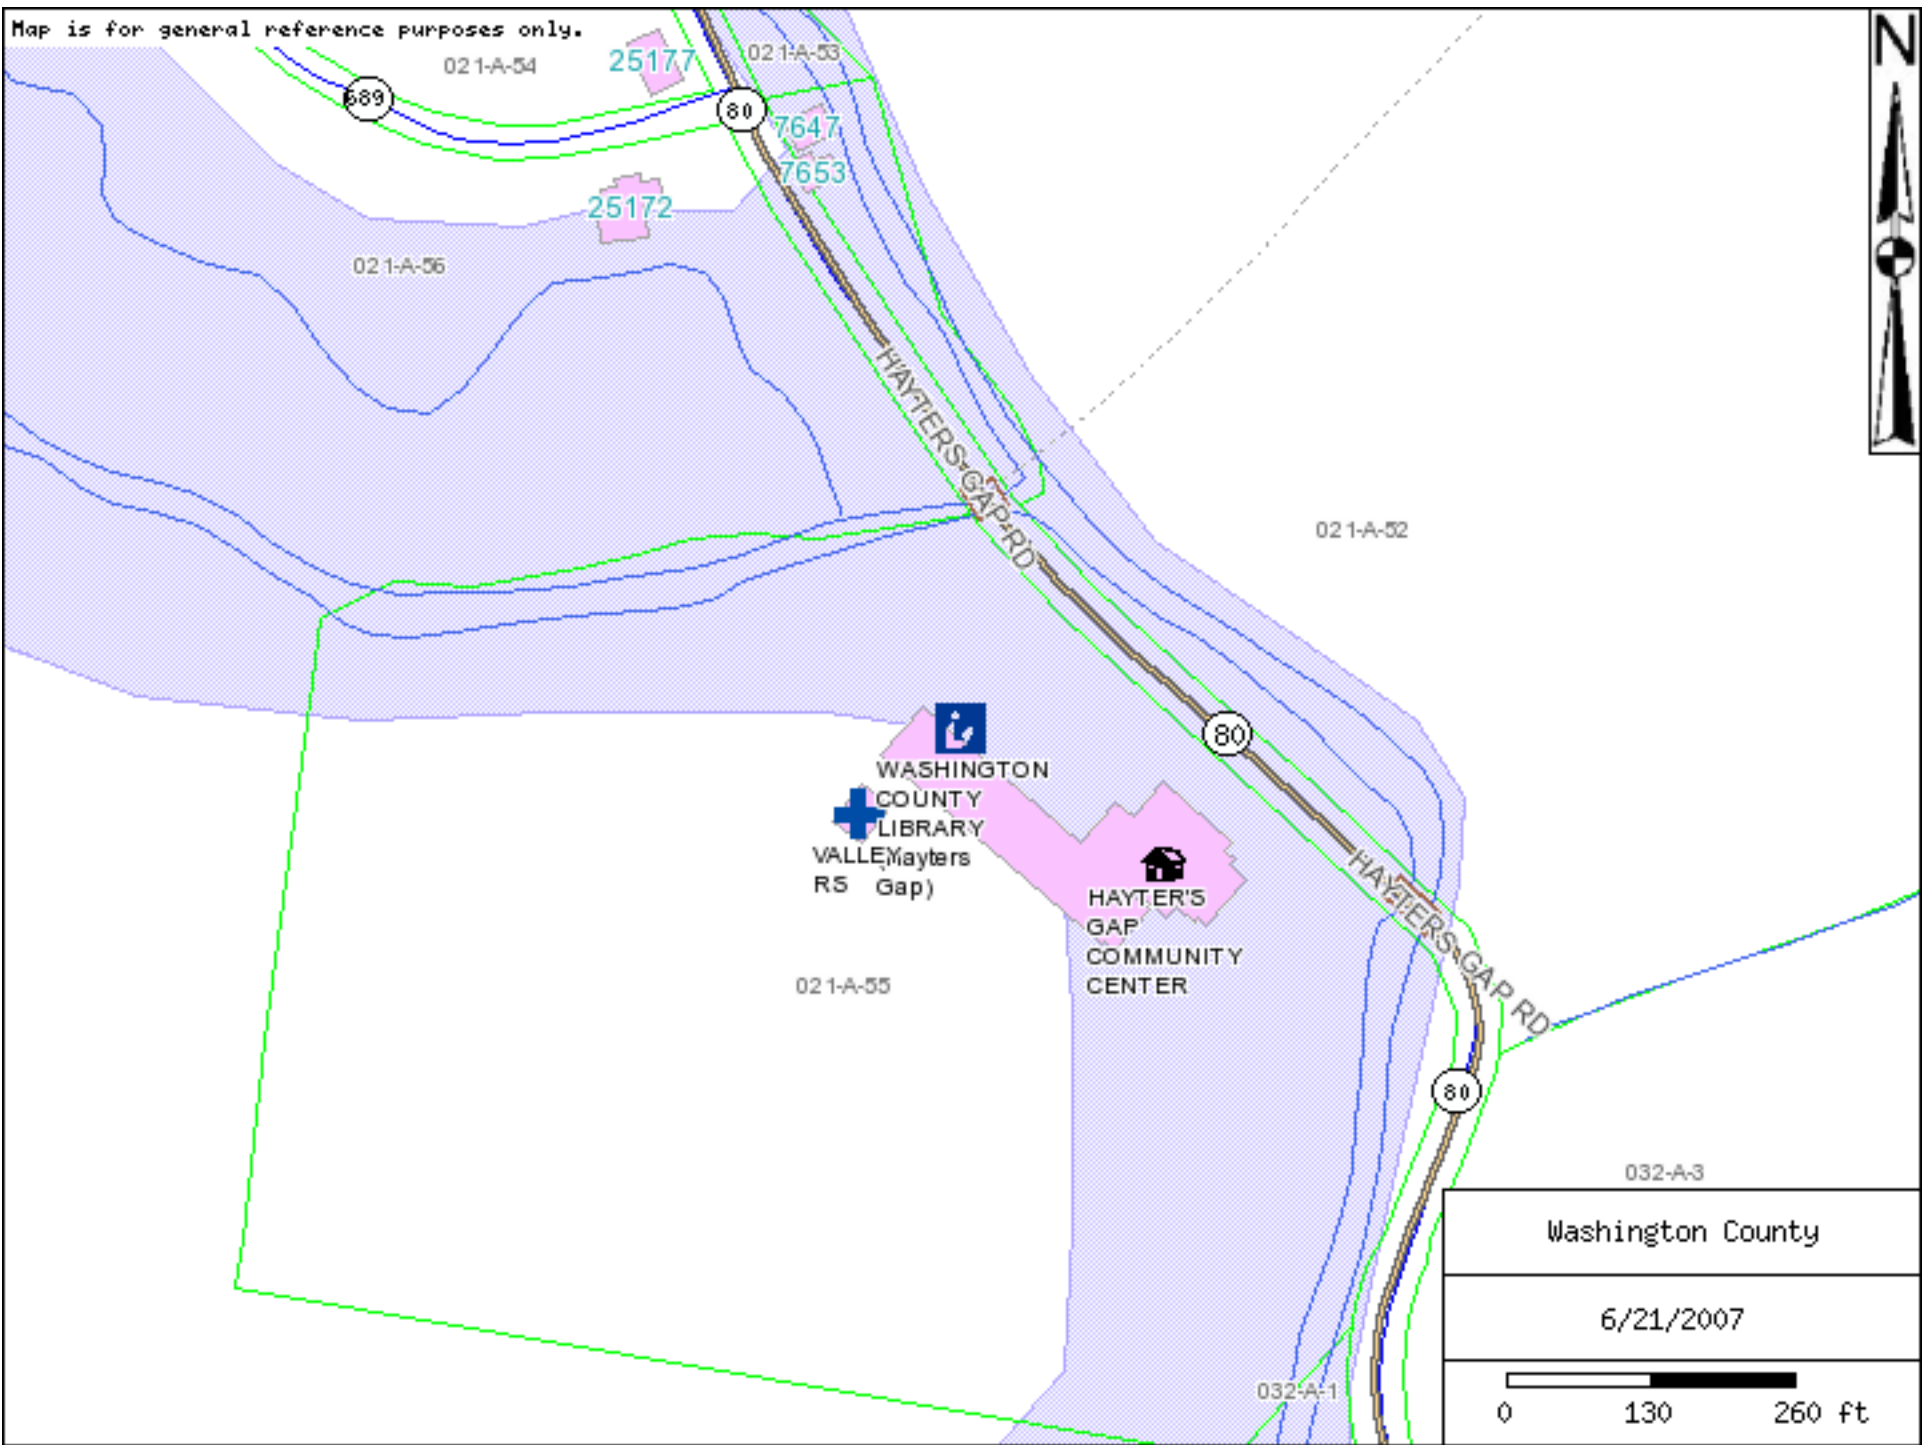 Map is for general reference purposes only.
N
021-A-54
25177
021-A-53
689
80
7647
7653
25172
021-A-56
HAYTERS GAP RD
021-A-52
80
WASHINGTON
COUNTY
LIBRARY
(Hayters
Gap)
VALLEY
RS
HAYTER'S
GAP
COMMUNITY
CENTER
HAYTERS GAP RD
021-A-55
80
032-A-3
032-A-1
Washington County
6/21/2007
0 130 260 ft